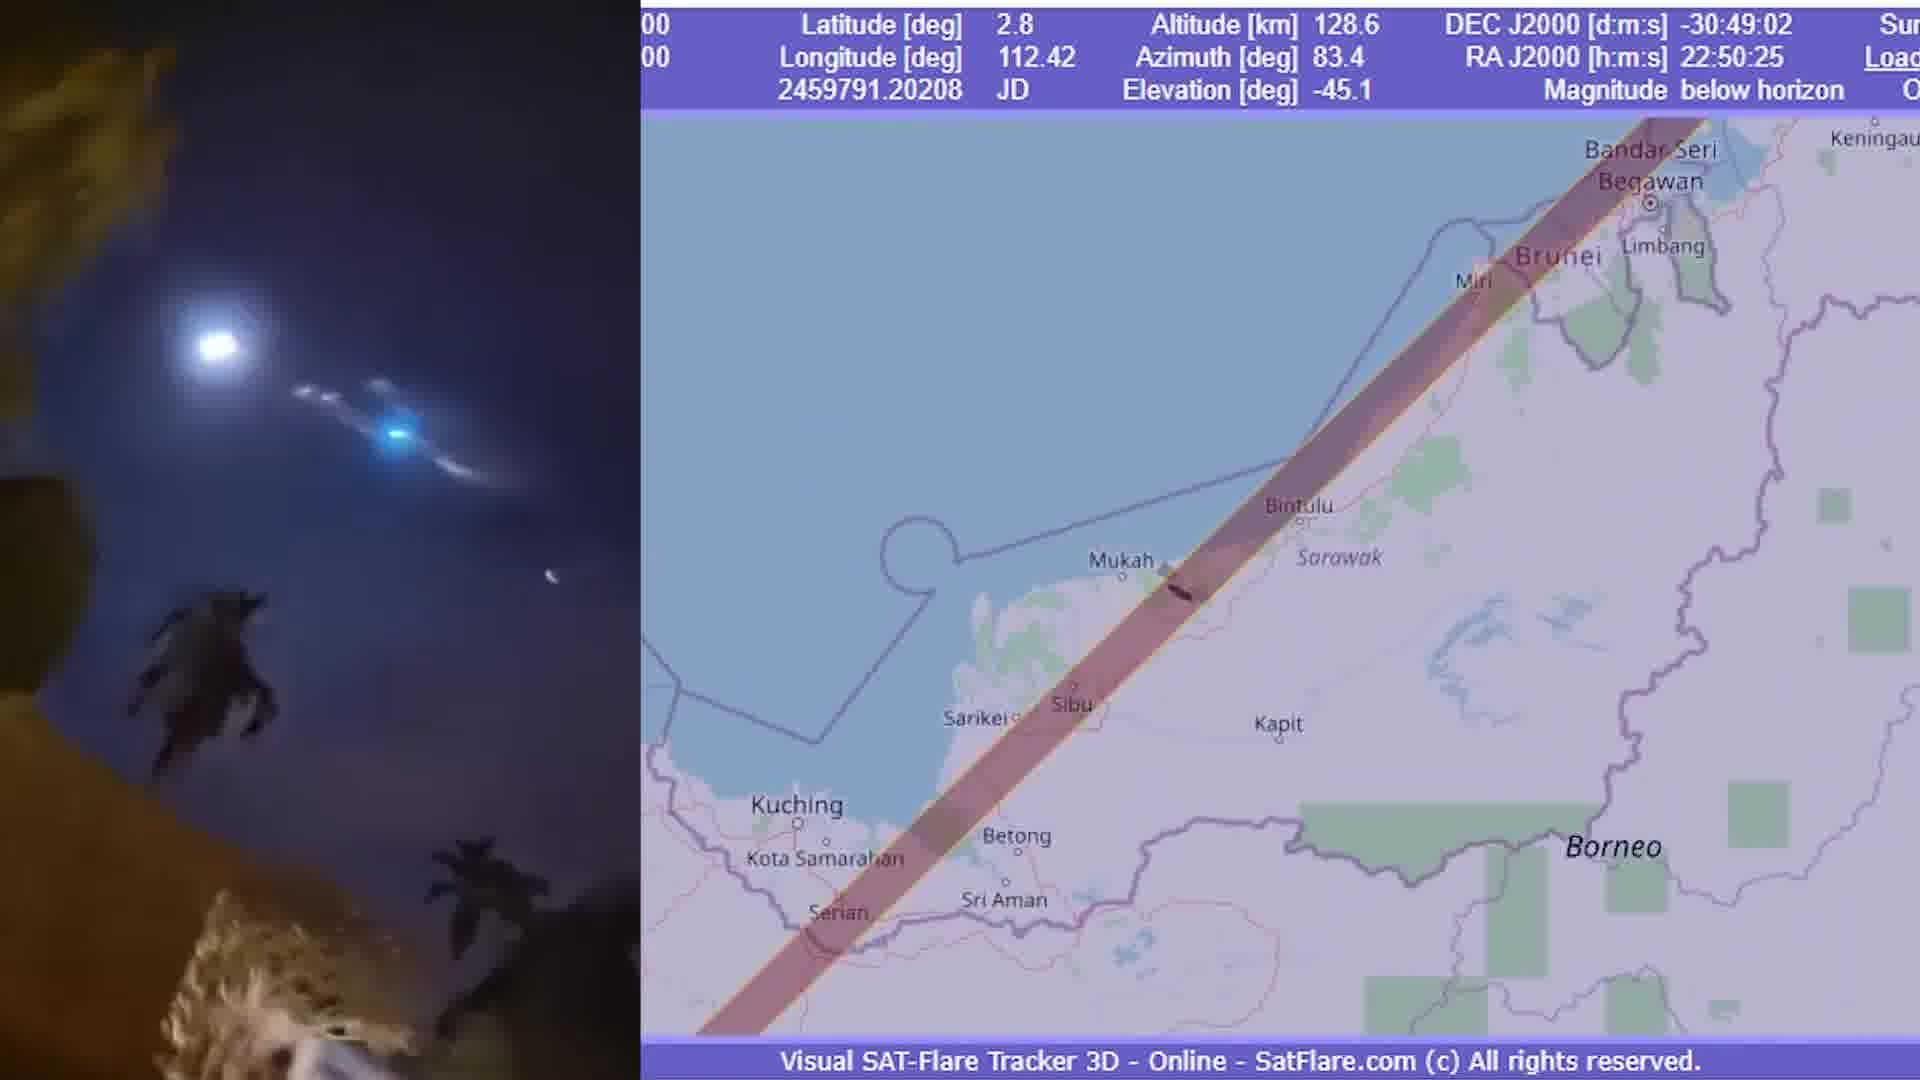 00 Latitude [deg] 2.8 Altitude [km] 128.6 DEC J2000 [d:m:s] -30:49:02 Sun
00 Longitude [deg] 112.42 Azimuth [deg] 83.4 RA J2000 [h:m:s] 22:50:25 Load
2459791.20208 JD Elevation [deg] -45.1 Magnitude below horizon O
Keningau
Bandar Seri
Begawan
Limbang
Brunei
Miri
Bintulu
Sarawak
Mukah
Sibu
Sarikei
Kapit
Kuching
Betong
Borneo
Kota Samarahan
Sri Aman
Serian
Visual SAT-Flare Tracker 3D - Online - SatFlare.com (c) All rights reserved.